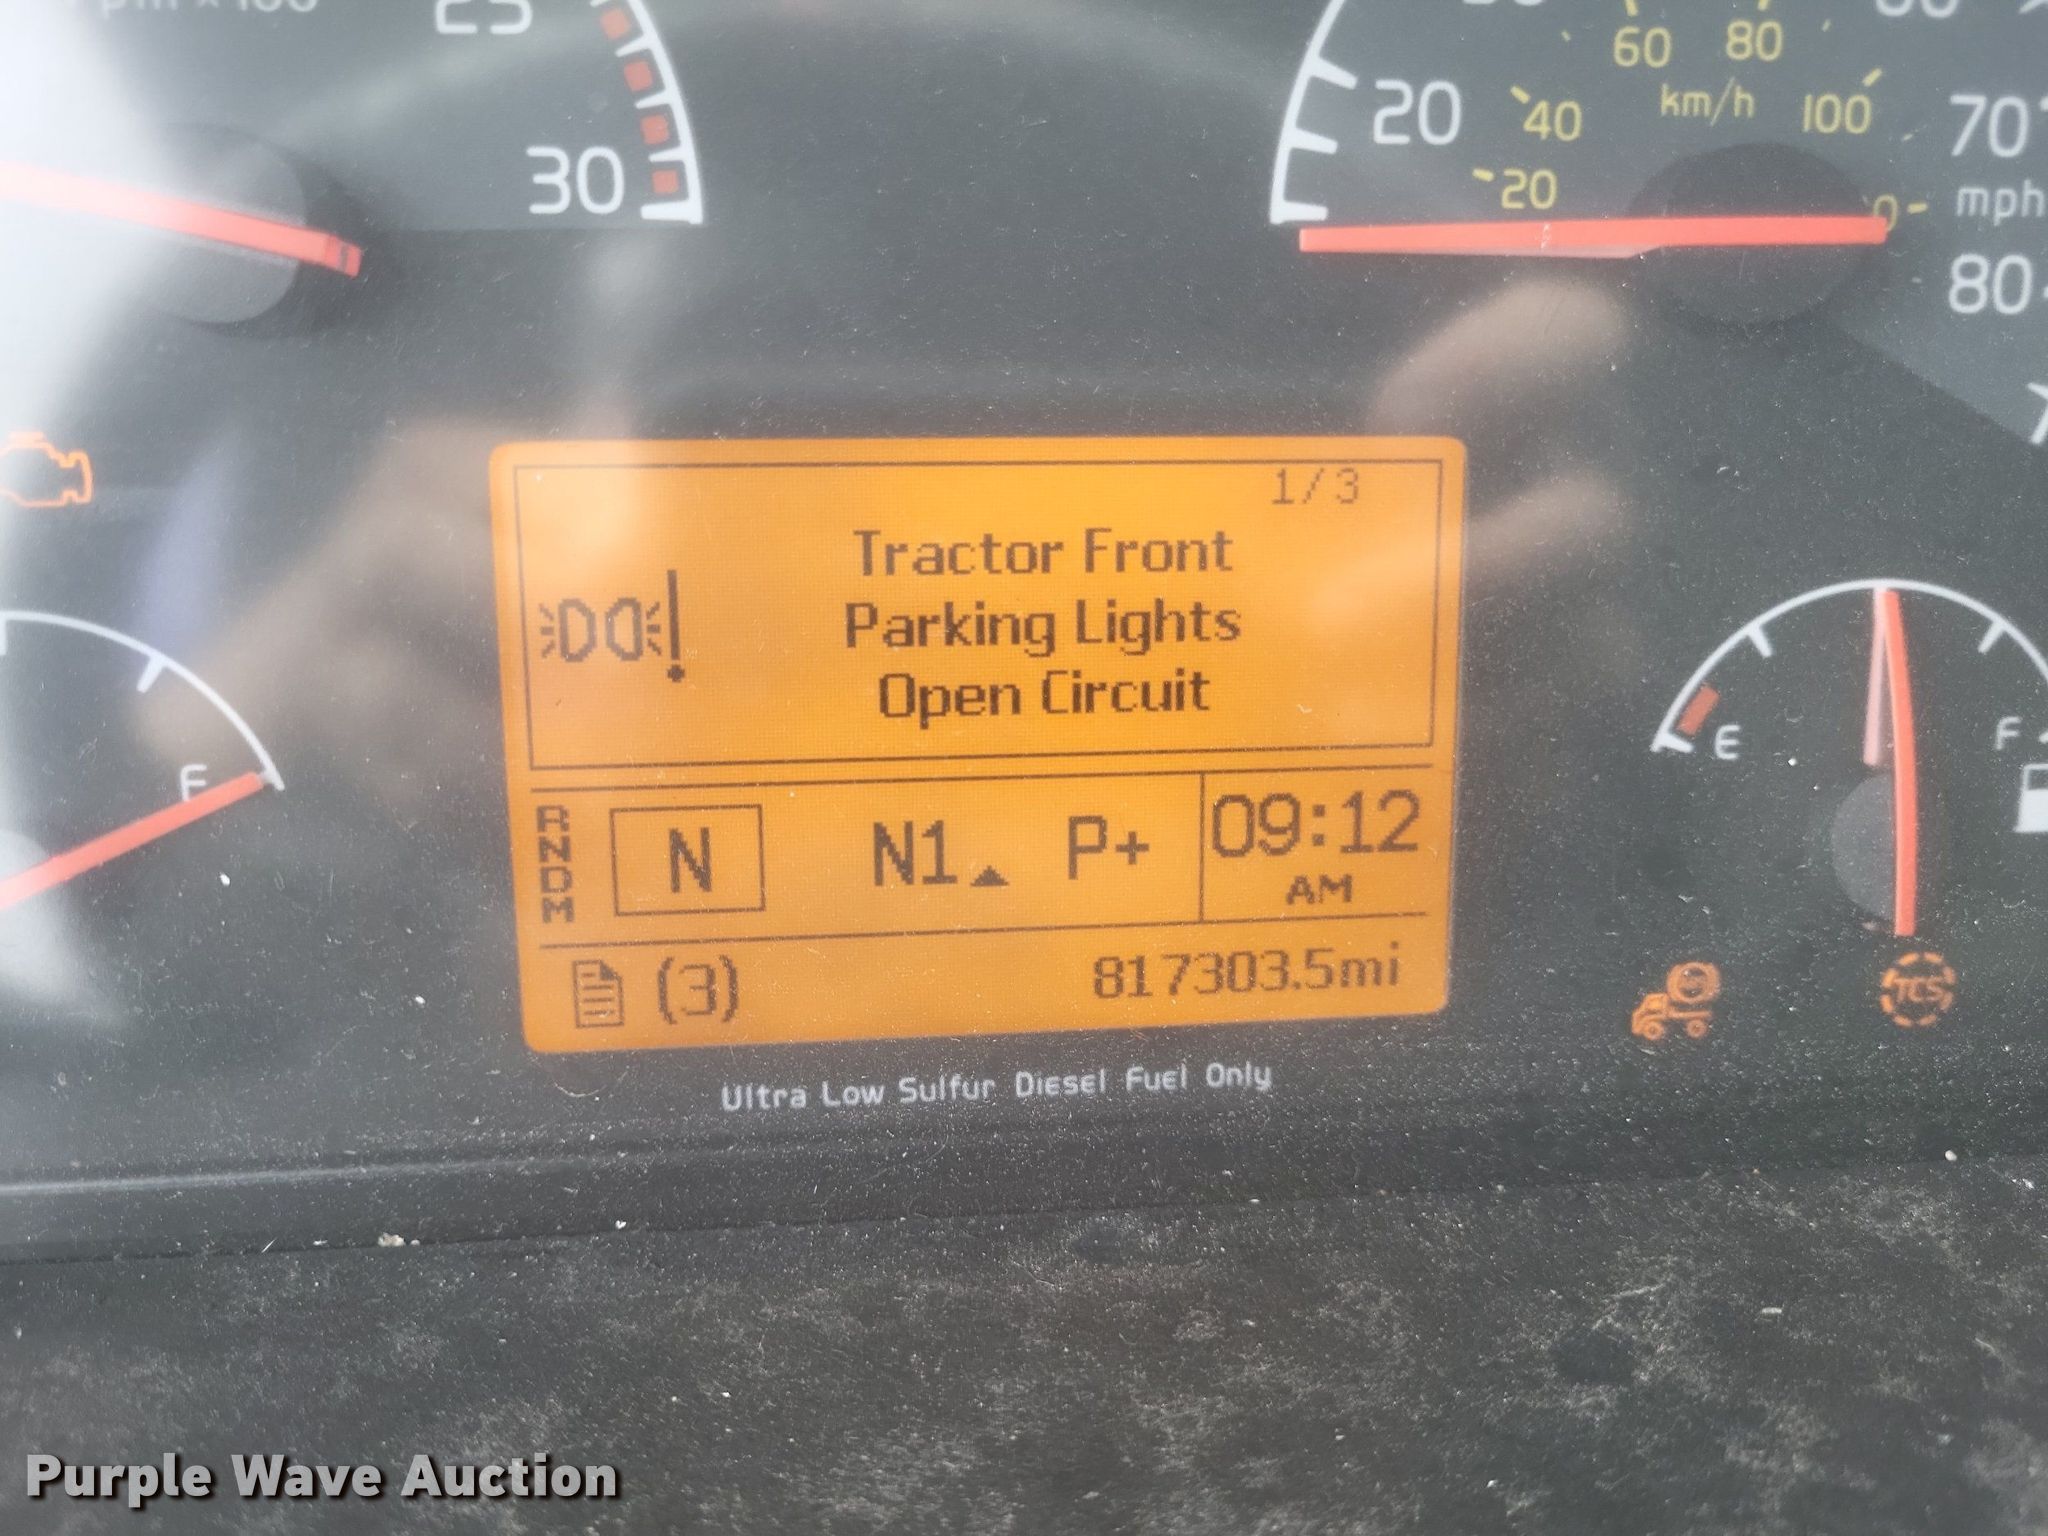 25
30
20
40
60
80
km/h
100
20
70
mph
80
1/3
Tractor Front
Parking Lights
Open Circuit
F
E
F
RNDM
N
N1
P+
09:12
AM
(3)
817303.5mi
TCS
Ultra Low Sulfur Diesel Fuel Only
Purple Wave Auction